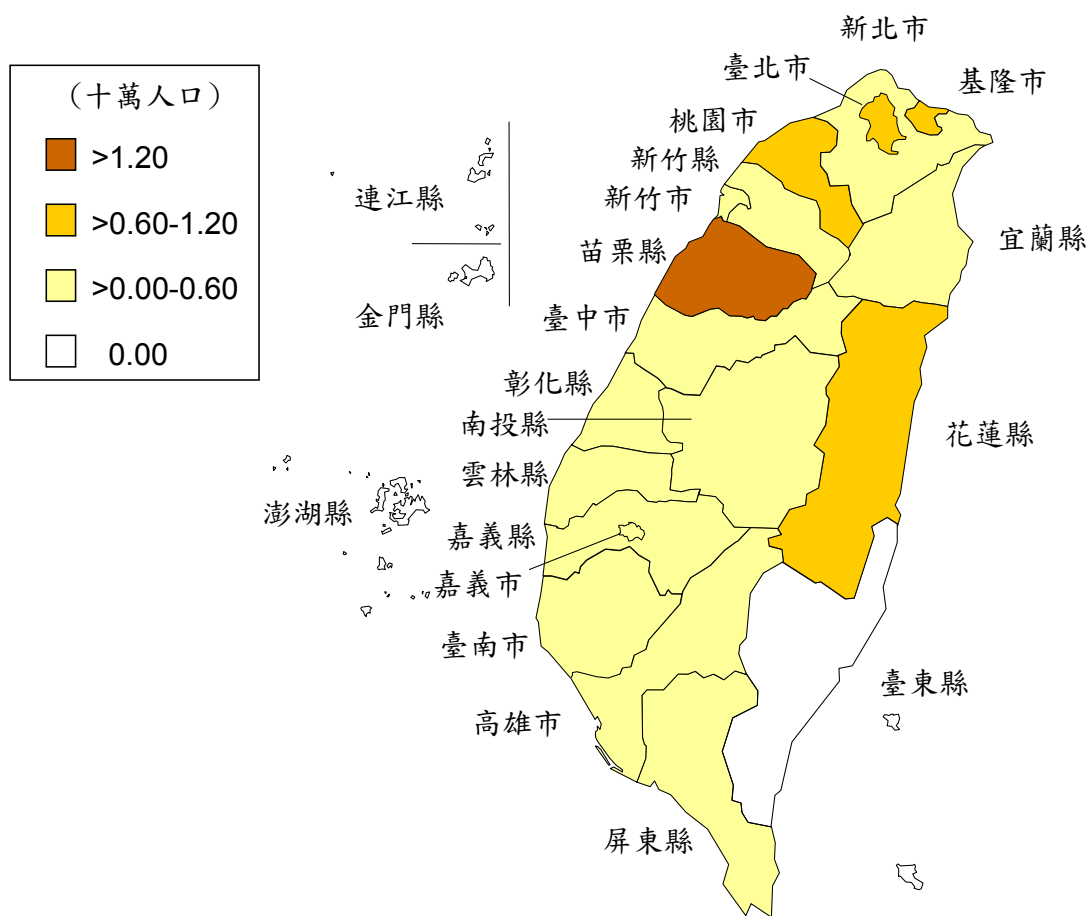 新北市
臺北市
基隆市
(十萬人口)
桃園市
>1.20
新竹縣
連江縣
新竹市
>0.60-1.20
宜蘭縣
苗栗縣
>0.00-0.60
金門縣
臺中市
0.00
彰化縣
南投縣
花蓮縣
雲林縣
澎湖縣
嘉義縣
嘉義市
臺南市
臺東縣
高雄市
屏東縣